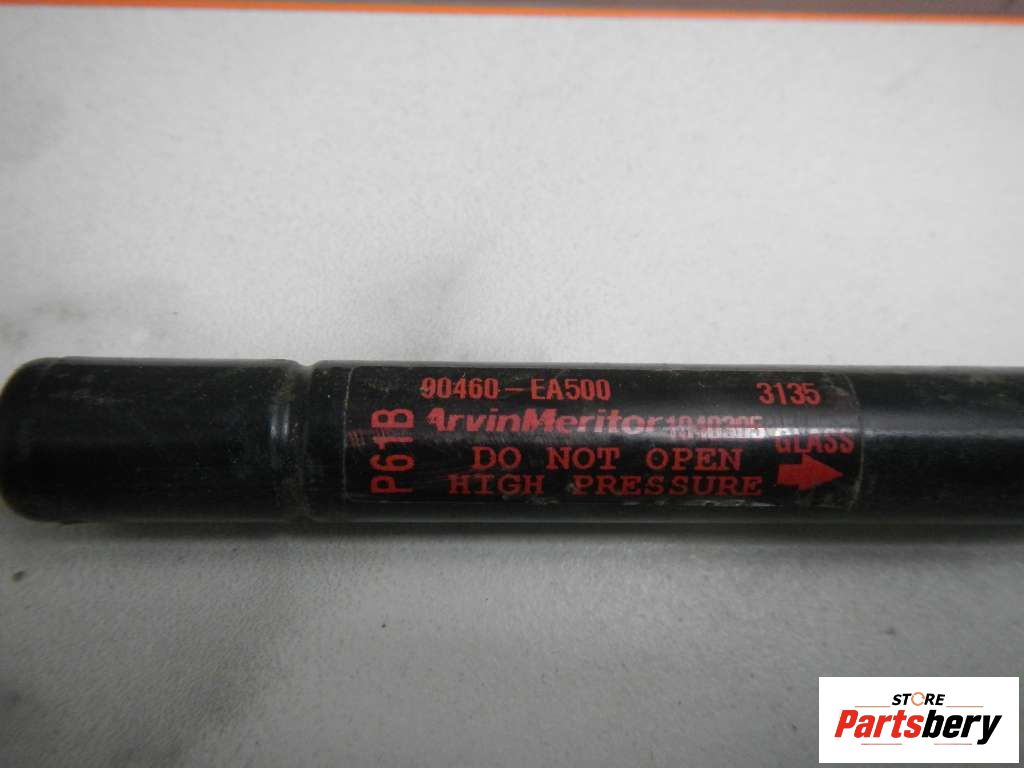 90460-EA500 3135
ArvinMeritor
P61B
GLASS
DO NOT OPEN
HIGH PRESSURE
STORE
Partsbery